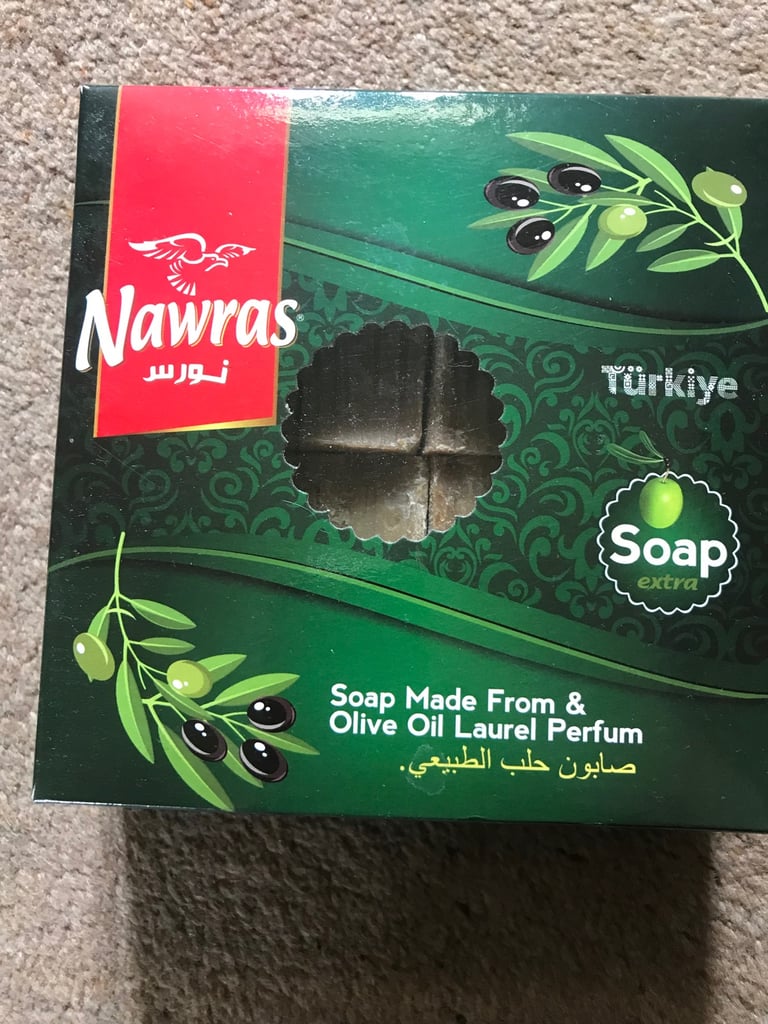 Nawras®
نورس
Türkiye
Soap
extra
Soap Made From &
Olive Oil Laurel Perfum
صابون حلب الطبيعي.